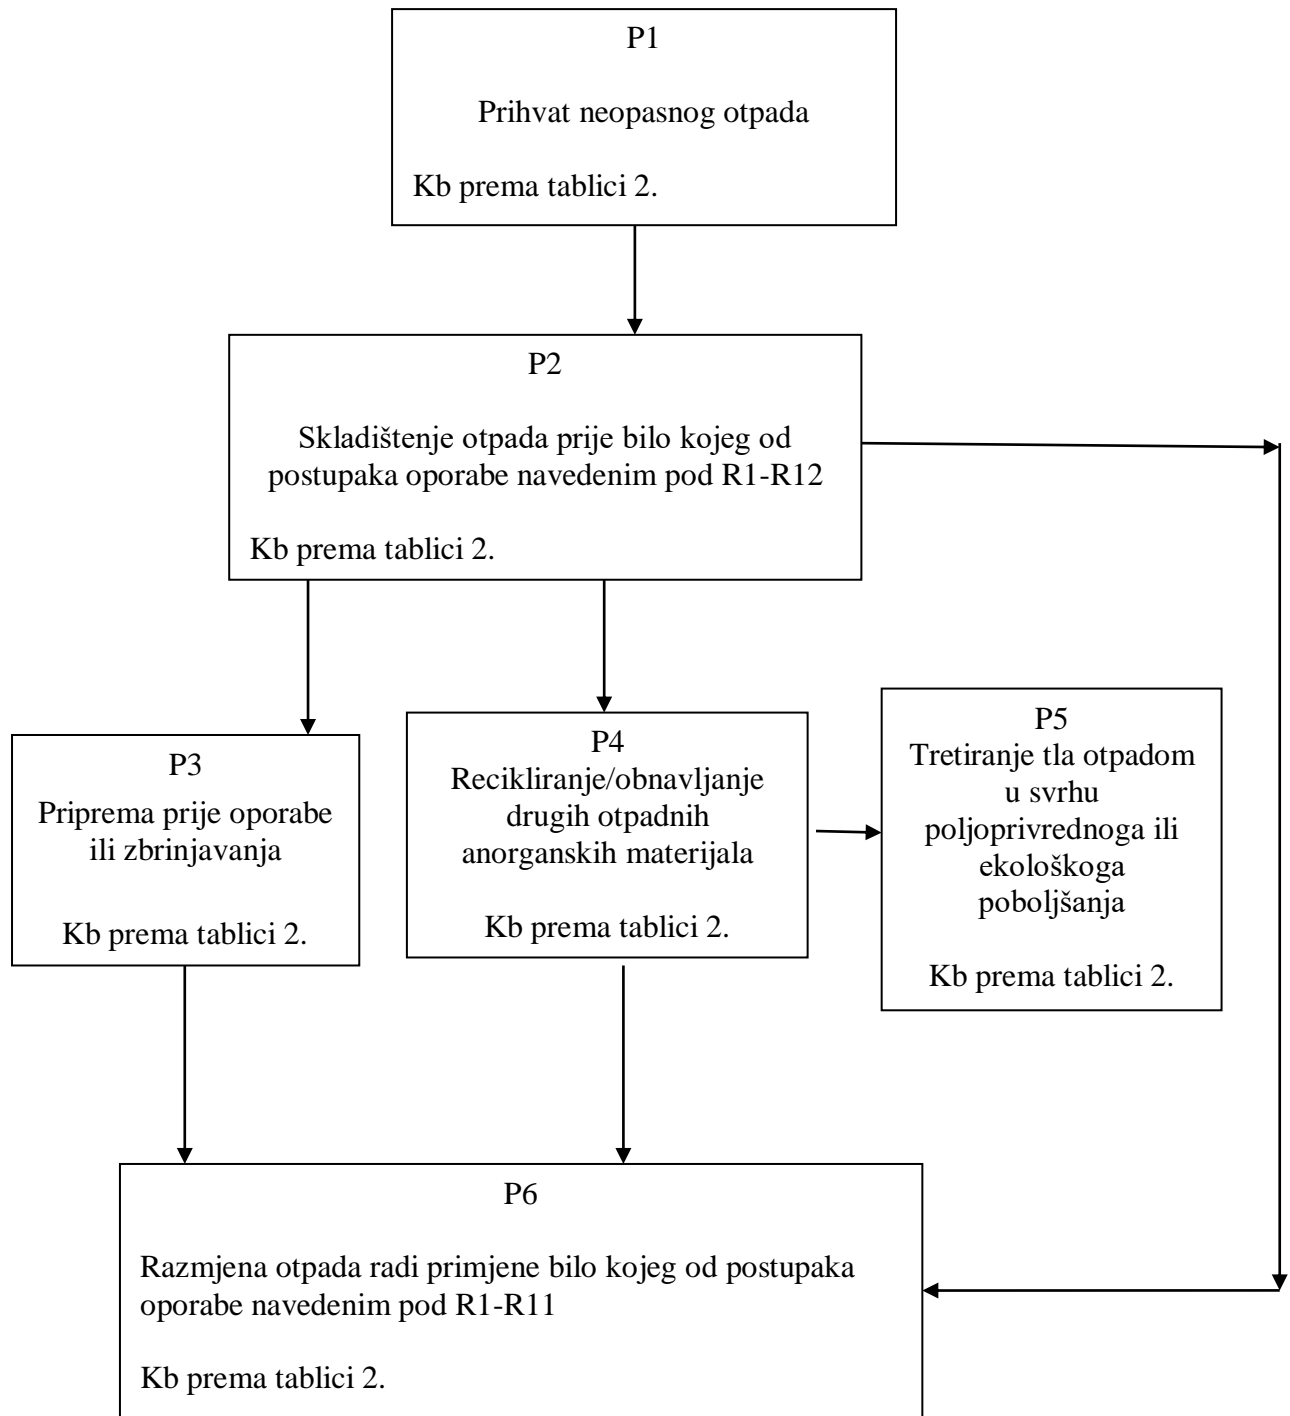 P1
Prihvat neopasnog otpada
Kb prema tablici 2.
P2
Skladištenje otpada prije bilo kojeg od
postupaka oporabe navedenim pod R1-R12
Kb prema tablici 2.
P3
Priprema prije oporabe
ili zbrinjavanja
Kb prema tablici 2.
P4
Recikliranje/obnavljanje
drugih otpadnih
anorganskih materijala
Kb prema tablici 2.
P5
Tretiranje tla otpadom
u svrhu
poljoprivrednoga ili
ekološkoga
poboljšanja
Kb prema tablici 2.
P6
Razmjena otpada radi primjene bilo kojeg od postupaka
oporabe navedenim pod R1-R11
Kb prema tablici 2.